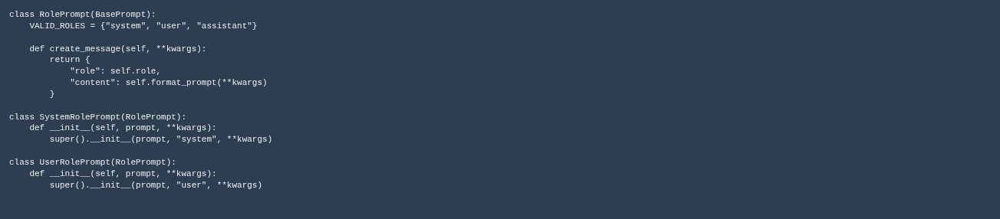 class RolePrompt(BasePrompt):
    VALID_ROLES = {"system", "user", "assistant"}

    def create_message(self, **kwargs):
        return {
            "role": self.role,
            "content": self.format_prompt(**kwargs)
        }

class SystemRolePrompt(RolePrompt):
    def __init__(self, prompt, **kwargs):
        super().__init__(prompt, "system", **kwargs)

class UserRolePrompt(RolePrompt):
    def __init__(self, prompt, **kwargs):
        super().__init__(prompt, "user", **kwargs)